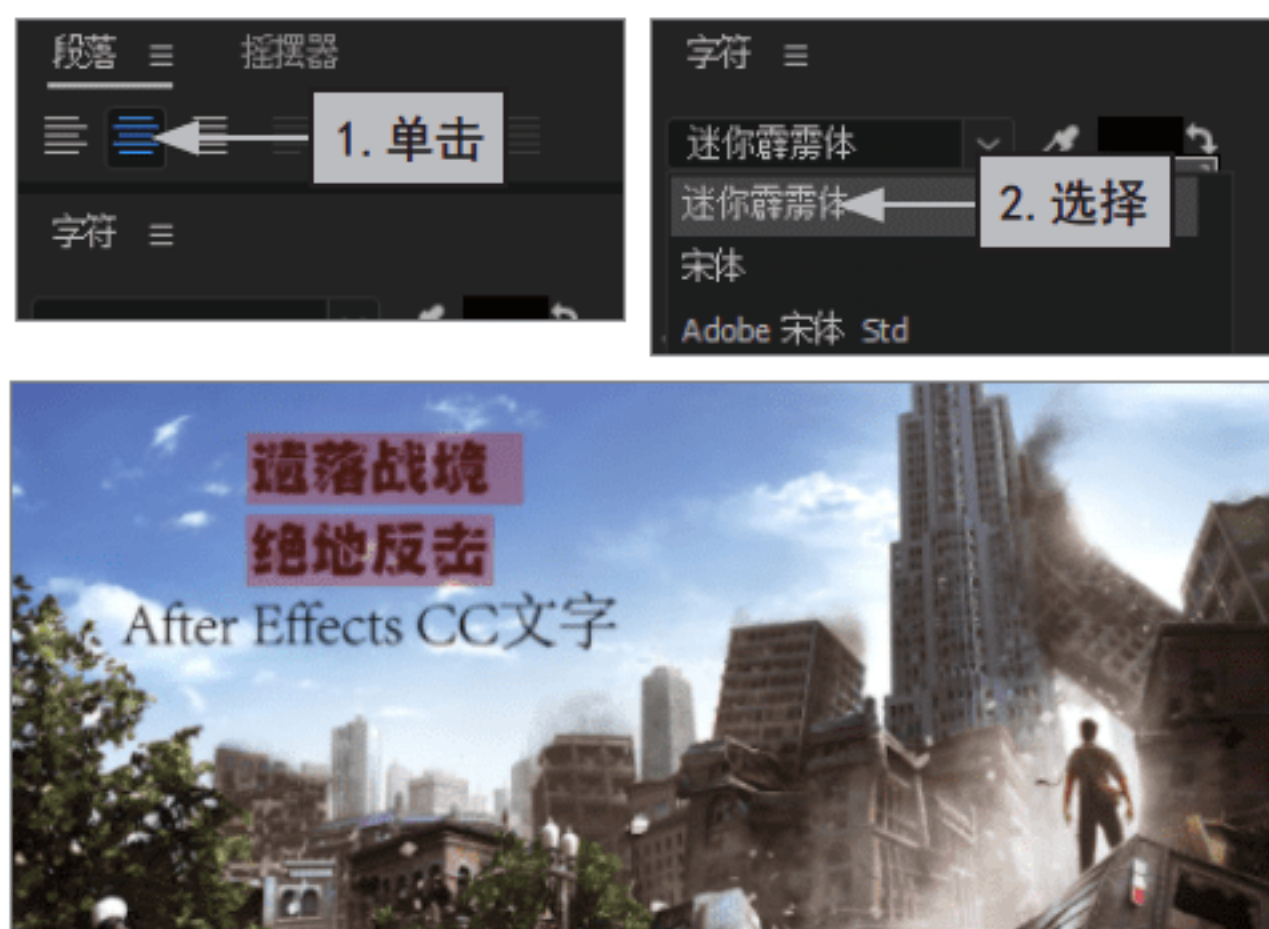 段落 摇摆器
1. 单击
字符
字符
迷你霹雳体
迷你霹雳体
2. 选择
宋体
Adobe 宋体 Std
遗落战境
绝地反击
After Effects CC文字